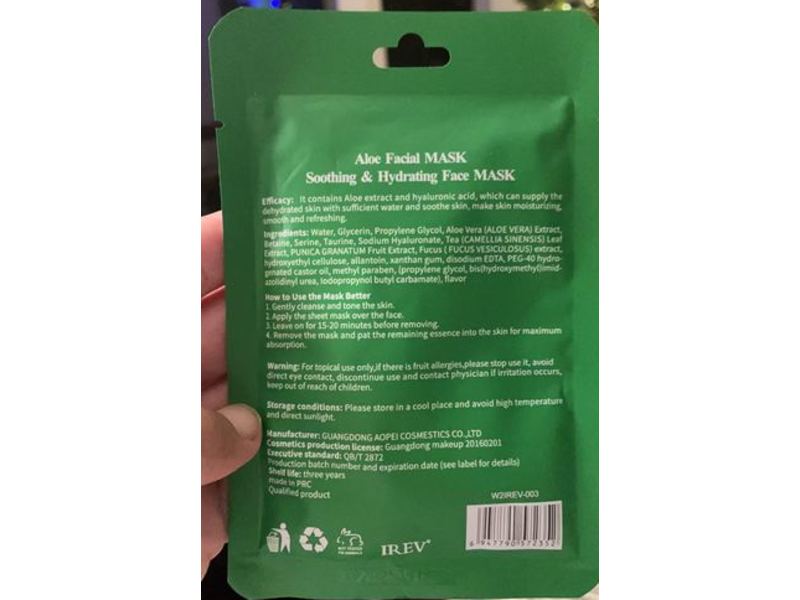 Aloe Facial MASK
Soothing & Hydrating Face MASK
Efficacy: It contains Aloe extract and hyaluronic acid, which can supply the
dehydrated skin with sufficient water and soothe skin, make skin moisturizing,
smooth and refreshing.
Ingredients: Water, Glycerin, Propylene Glycol, Aloe Vera (ALOE VERA) Extract,
Betaine, Serine, Taurine, Sodium Hyaluronate, Tea (CAMELLIA SINENSIS) Leaf
Extract, PUNICA GRANATUM Fruit Extract, Fucus ( FUCUS VESICULOSUS) extract,
hydroxyethyl cellulose, allantoin, xanthan gum, disodium EDTA, PEG-40 hydro-
genated castor oil, methyl paraben, (propylene glycol, bis(hydroxymethyl)imid-
azolidinyl urea, Iodopropynol butyl carbamate), flavor
How to Use the Mask Better
1. Gently cleanse and tone the skin.
2. Apply the sheet mask over the face.
3. Leave on for 15-20 minutes before removing.
4. Remove the mask and pat the remaining essence into the skin for maximum
absorption.
Warning: For topical use only,if there is fruit allergies,please stop use it, avoid
direct eye contact, discontinue use and contact physician if irritation occurs,
keep out of reach of children.
Storage conditions: Please store in a cool place and avoid high temperature
and direct sunlight.
Manufacturer: GUANGDONG AOPEI COSMESTICS CO.,LTD
Cosmetics production license: Guangdong makeup 20160201
Executive standard: QB/T 2872
Production batch number and expiration date (see label for details)
Shelf life: three years
made in PRC
Qualified product
W2IREV-003
NOT TESTED
ON ANIMALS
IREV
6 947790 572352